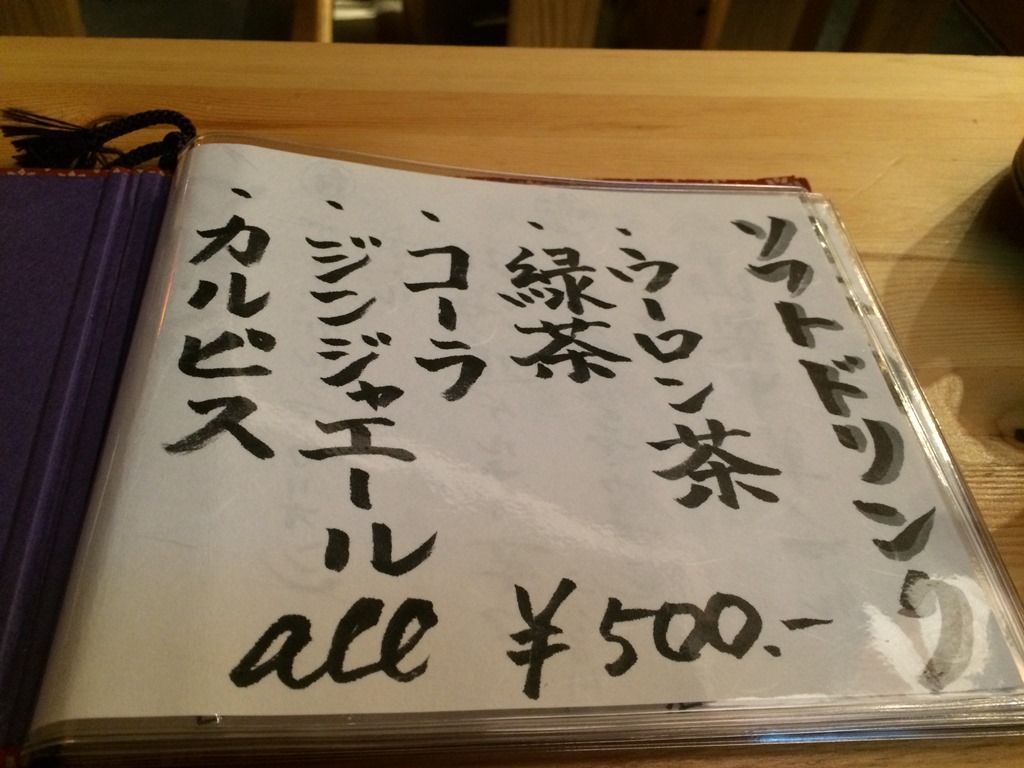 ソフトドリンク
・ウーロン茶
・緑茶
・コーラ
・ジンジャエール
・カルピス
all ¥500.-